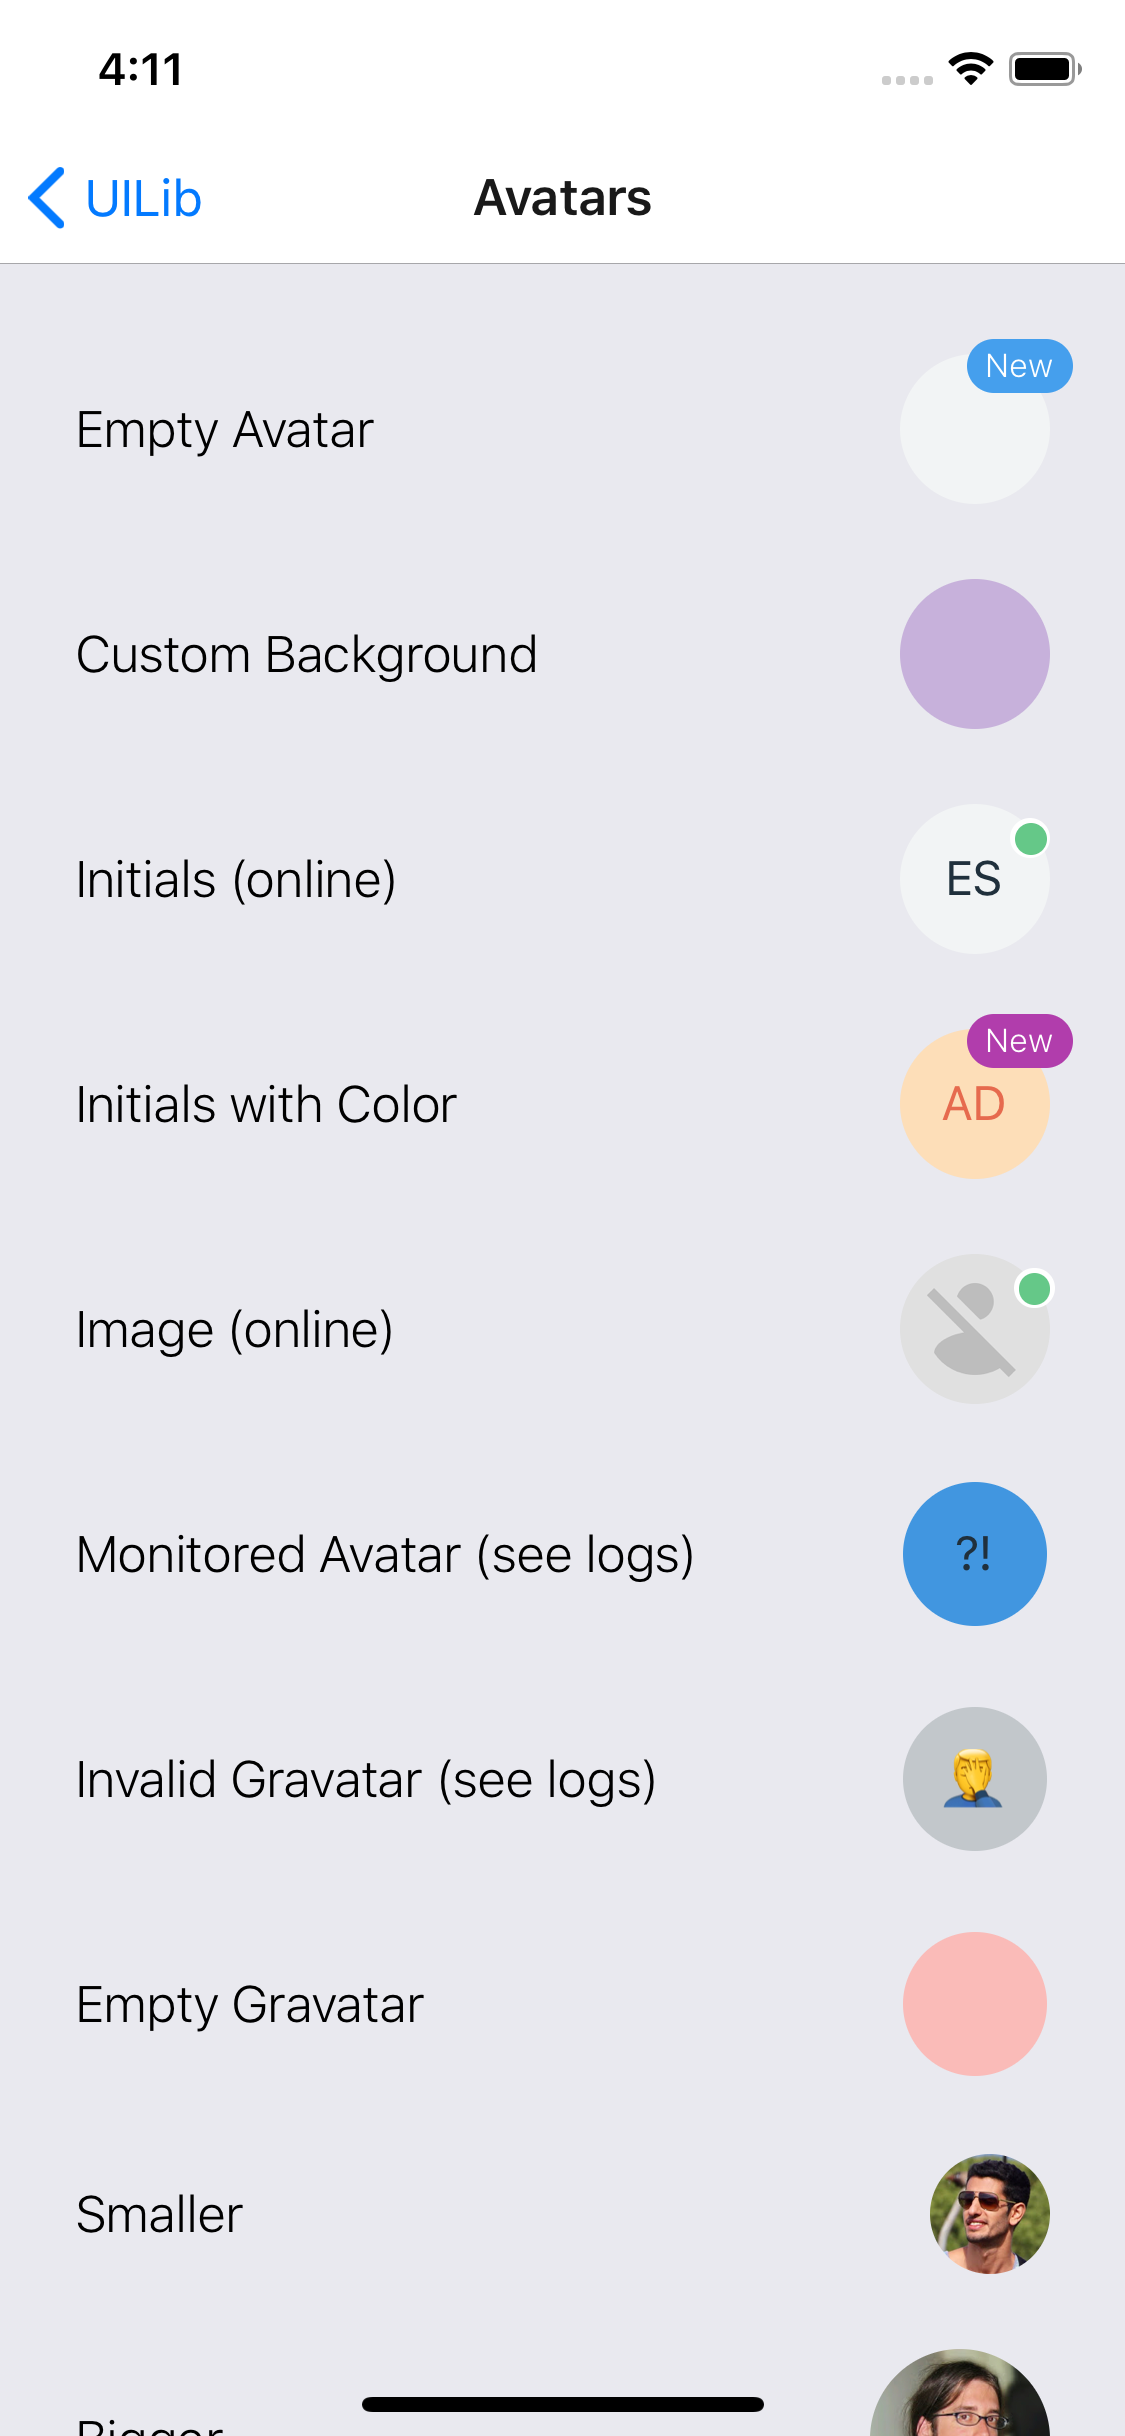 4:11
UILib
Avatars
New
Empty Avatar
Custom Background
Initials (online)
ES
New
Initials with Color
AD
Image (online)
Monitored Avatar (see logs)
?!
Invalid Gravatar (see logs)
Empty Gravatar
Smaller
Bigger